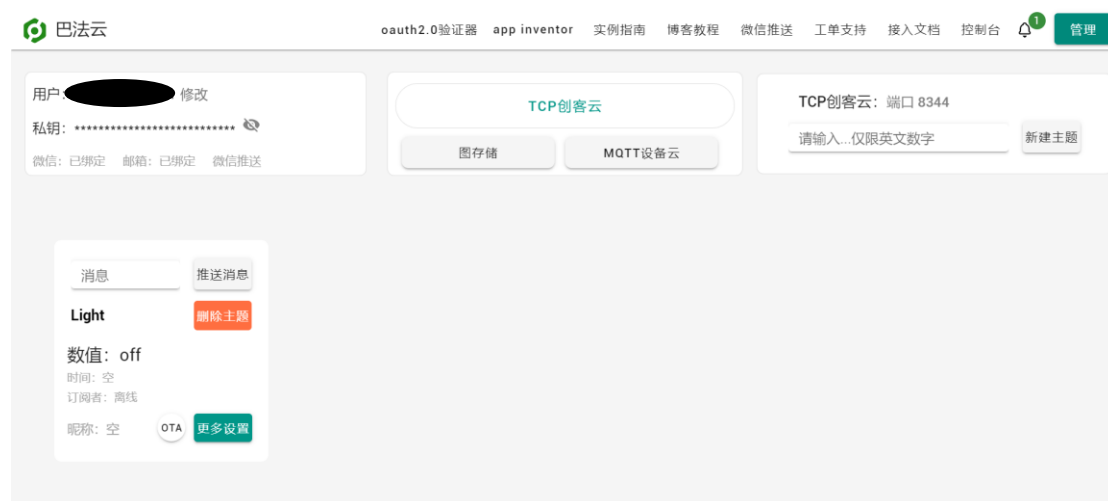 巴法云
oauth2.0验证器 app inventor 实例指南 博客教程 微信推送 工单支持 接入文档 控制台 1 管理
用户: 修改
私钥: ***************************
微信: 已绑定 邮箱: 已绑定 微信推送
TCP创客云
图存储 MQTT设备云
TCP创客云: 端口 8344
请输入...仅限英文数字 新建主题
消息 推送消息
Light 删除主题
数值: off
时间: 空
订阅者: 离线
昵称: 空 OTA 更多设置